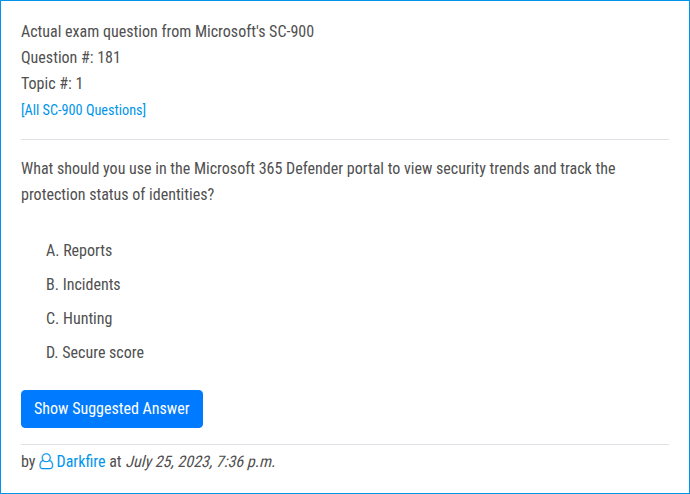 Actual exam question from Microsoft's SC-900
Question #: 181
Topic #: 1
[All SC-900 Questions]
What should you use in the Microsoft 365 Defender portal to view security trends and track the
protection status of identities?
A. Reports
B. Incidents
C. Hunting
D. Secure score
Show Suggested Answer
by Darkfire at July 25, 2023, 7:36 p.m.